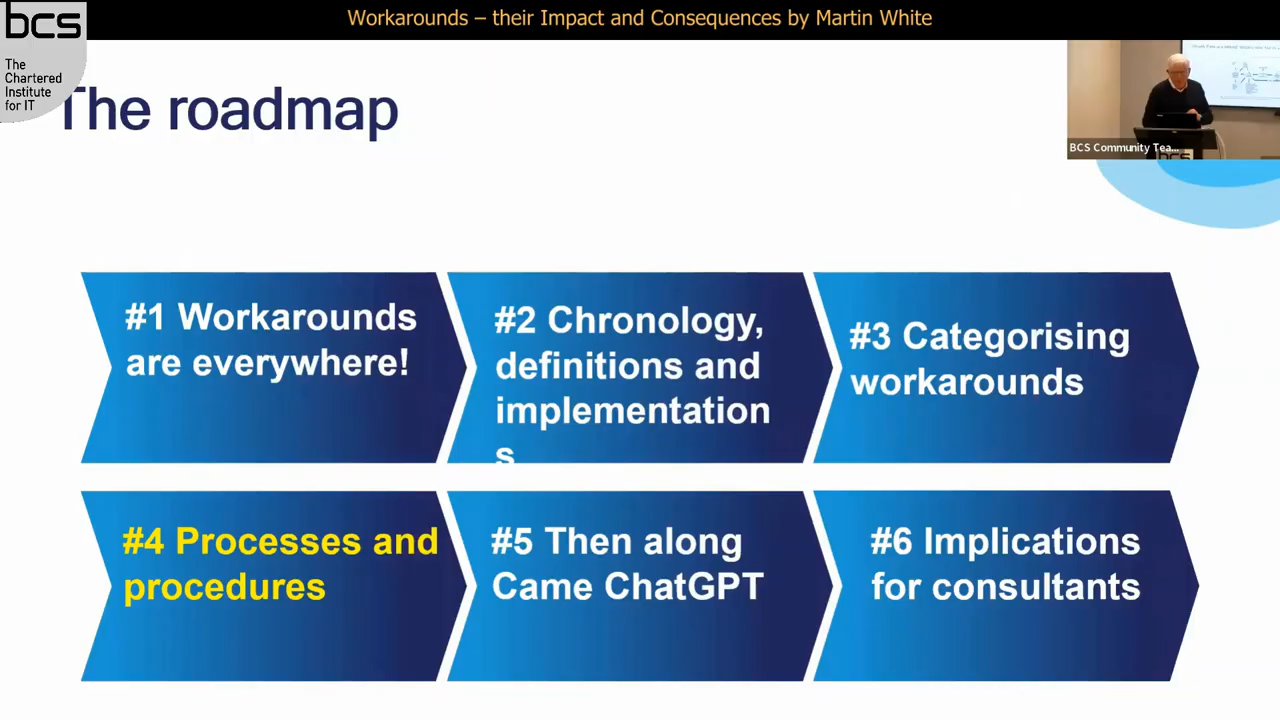 Workarounds – their Impact and Consequences by Martin White
bcs
The
Chartered
Institute
for IT
The roadmap
BCS Community Tea...
bcs
#1 Workarounds
are everywhere!
#2 Chronology,
definitions and
implementation
s
#3 Categorising
workarounds
#4 Processes and
procedures
#5 Then along
Came ChatGPT
#6 Implications
for consultants